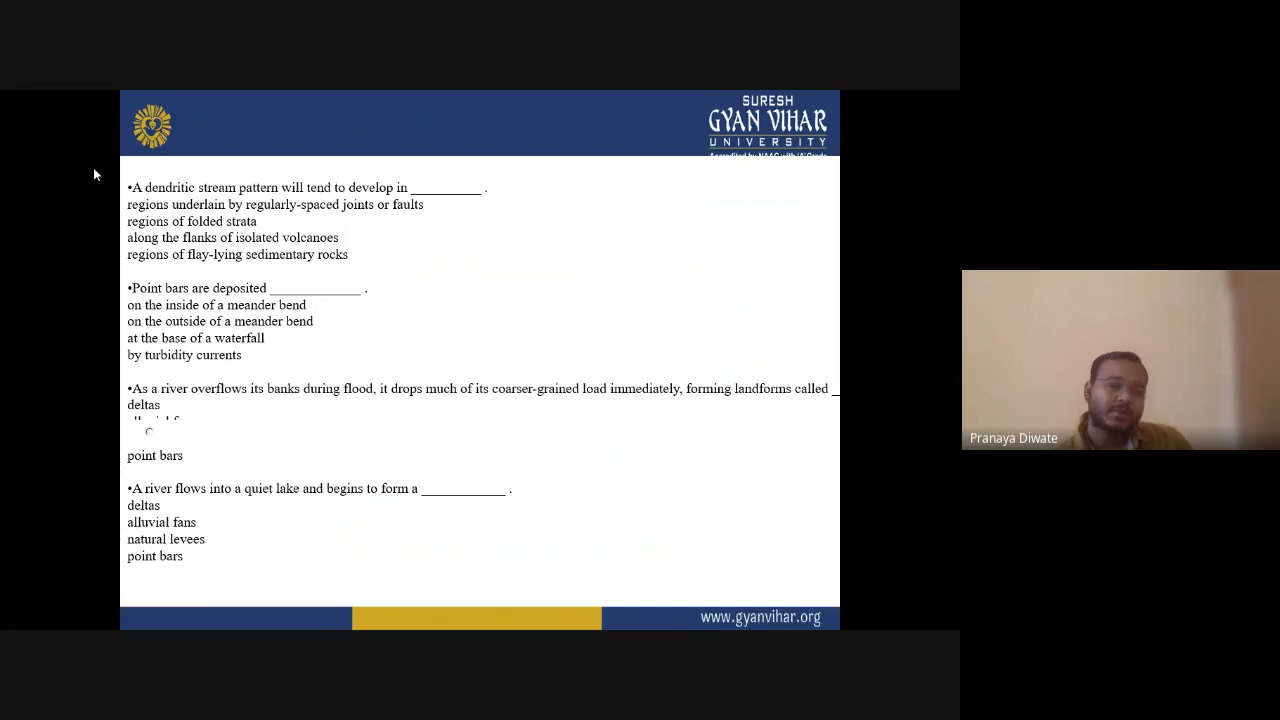 SURESH
GYAN VIHAR
UNIVERSITY
Accredited by NAAC with 'A' Grade
•A dendritic stream pattern will tend to develop in __________ .
regions underlain by regularly-spaced joints or faults
regions of folded strata
along the flanks of isolated volcanoes
regions of flay-lying sedimentary rocks
•Point bars are deposited _____________ .
on the inside of a meander bend
on the outside of a meander bend
at the base of a waterfall
by turbidity currents
•As a river overflows its banks during flood, it drops much of its coarser-grained load immediately, forming landforms called _
deltas
point bars
•A river flows into a quiet lake and begins to form a ____________ .
deltas
alluvial fans
natural levees
point bars
www.gyanvihar.org
Pranaya Diwate